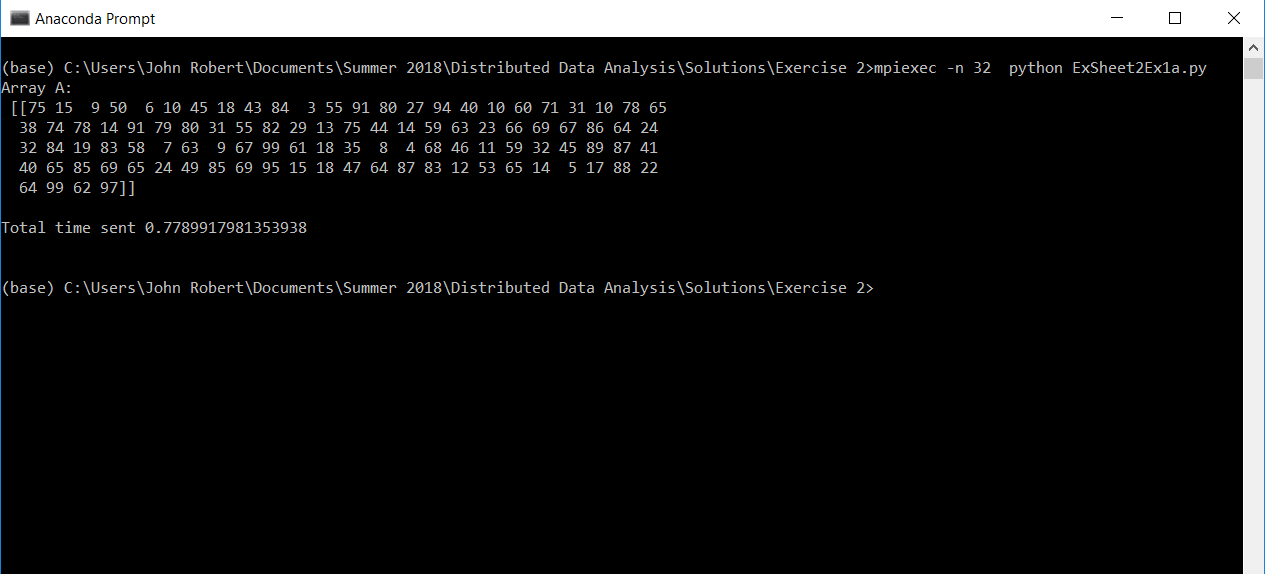 Anaconda Prompt
(base) C:\Users\John Robert\Documents\Summer 2018\Distributed Data Analysis\Solutions\Exercise 2>mpiexec -n 32  python ExSheet2Ex1a.py
Array A:
 [[75 15  9 50  6 10 45 18 43 84  3 55 91 80 27 94 40 10 60 71 31 10 78 65
  38 74 78 14 91 79 80 31 55 82 29 13 75 44 14 59 63 23 66 69 67 86 64 24
  32 84 19 83 58  7 63  9 67 99 61 18 35  8  4 68 46 11 59 32 45 89 87 41
  40 65 85 69 65 24 49 85 69 95 15 18 47 64 87 83 12 53 65 14  5 17 88 22
  64 99 62 97]]
Total time sent 0.7789917981353938
(base) C:\Users\John Robert\Documents\Summer 2018\Distributed Data Analysis\Solutions\Exercise 2>